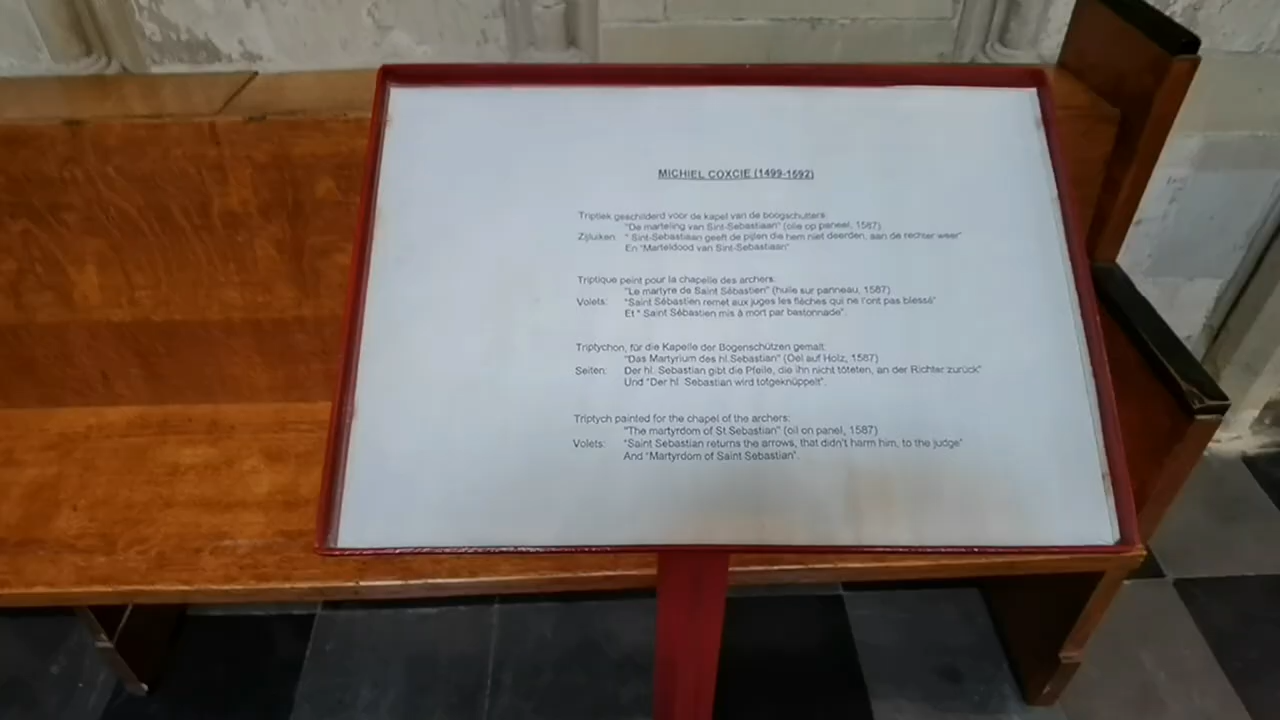 MICHIEL COXCIE (1499-1592)
Triptiek geschilderd voor de kapel van de boogschutters:
"De marteling van Sint-Sebastiaan" (olie op paneel, 1587)
Zijluiken: " Sint-Sebastiaan geeft de pijlen die hem niet deerden, aan de rechter weer"
En "Marteldood van Sint-Sebastiaan"
Triptique peint pour la chapelle des archers:
"Le martyre de Saint Sébastien" (huile sur panneau, 1587)
Volets: "Saint Sébastien remet aux juges les flèches qui ne l'ont pas blessé"
Et " Saint Sébastien mis à mort par bastonnade".
Triptychon, für die Kapelle der Bogenschützen gemalt:
"Das Martyrium des hl.Sebastian" (Oel auf Holz, 1587)
Seiten: Der hl. Sebastian gibt die Pfeile, die ihn nicht töteten, an der Richter zurück"
Und "Der hl. Sebastian wird totgeknüppelt".
Triptych painted for the chapel of the archers:
"The martyrdom of St.Sebastian" (oil on panel, 1587)
Volets: "Saint Sebastian returns the arrows, that didn't harm him, to the judge"
And "Martyrdom of Saint Sebastian".